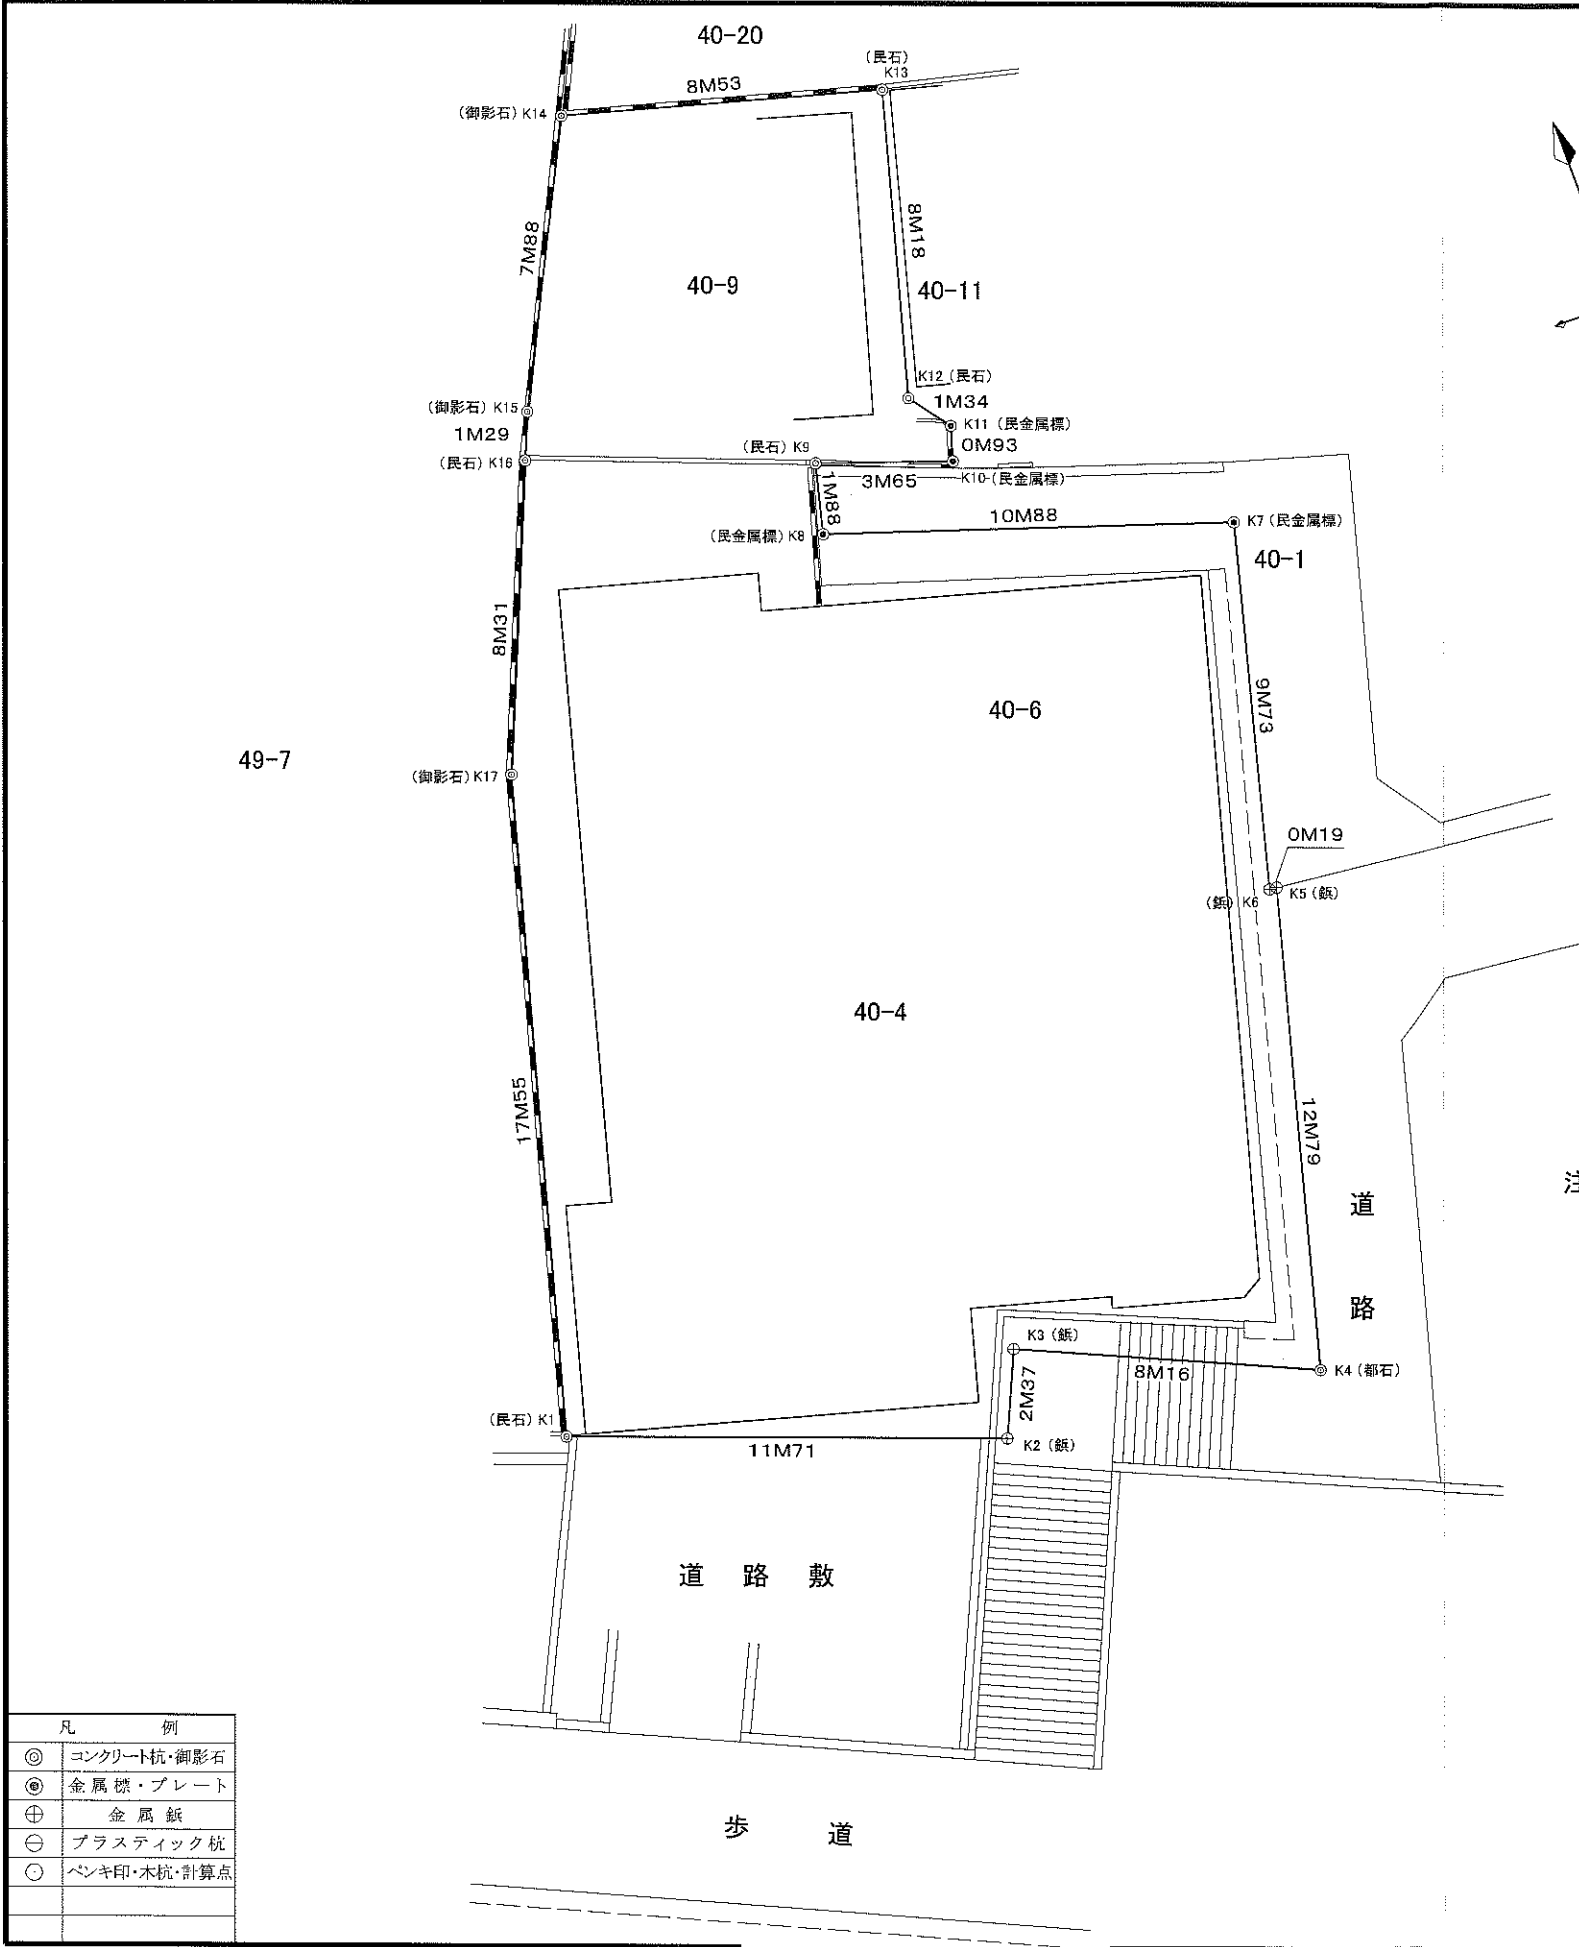 40-20
(民石)
K13
8M53
(御影石) K14
7M88
8M18
40-9
40-11
K12 (民石)
(御影石) K15
1M34
K11 (民金属標)
1M29
(民石) K9
0M93
(民石) K16
3M65
K10 (民金属標)
1M88
10M88
K7 (民金属標)
(民金属標) K8
40-1
8M31
9M73
40-6
49-7
(御影石) K17
0M19
K5 (鋲)
(鋲) K6
40-4
17M55
12M79
道
路
K3 (鋲)
8M16
K4 (都石)
2M37
(民石) K1
K2 (鋲)
11M71
道 路 敷
凡 例
◎ コンクリート杭・御影石
金属標・プレート
⊕ 金属鋲
⊖ プラスティック杭
ペンキ印・木杭・計算点
歩 道